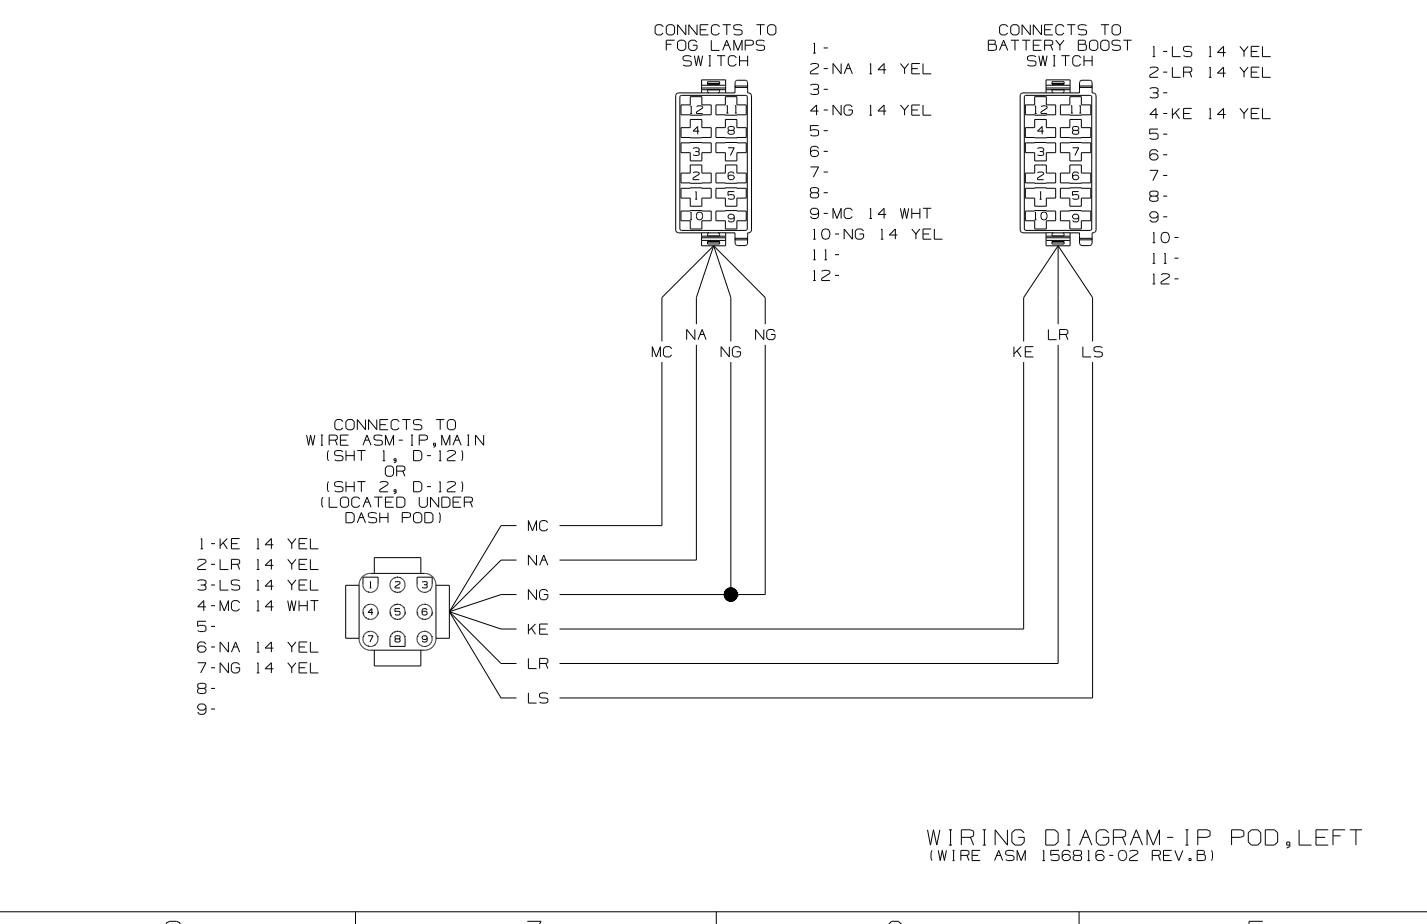 CONNECTS TO
FOG LAMPS
SWITCH
12 11
4 8
3 7
2 6
1 5
10 9
1-
2-NA 14 YEL
3-
4-NG 14 YEL
5-
6-
7-
8-
9-MC 14 WHT
10-NG 14 YEL
11-
12-
CONNECTS TO
BATTERY BOOST
SWITCH
12 11
4 8
3 7
2 6
1 5
10 9
1-LS 14 YEL
2-LR 14 YEL
3-
4-KE 14 YEL
5-
6-
7-
8-
9-
10-
11-
12-
NA NG
MC NG
LR
KE LS
CONNECTS TO
WIRE ASM-IP,MAIN
(SHT 1, D-12)
OR
(SHT 2, D-12)
(LOCATED UNDER
DASH POD)
1-KE 14 YEL
2-LR 14 YEL
3-LS 14 YEL
4-MC 14 WHT
5-
6-NA 14 YEL
7-NG 14 YEL
8-
9-
1 2 3
4 5 6
7 8 9
MC
NA
NG
KE
LR
LS
WIRING DIAGRAM-IP POD,LEFT
(WIRE ASM 156816-02 REV.B)